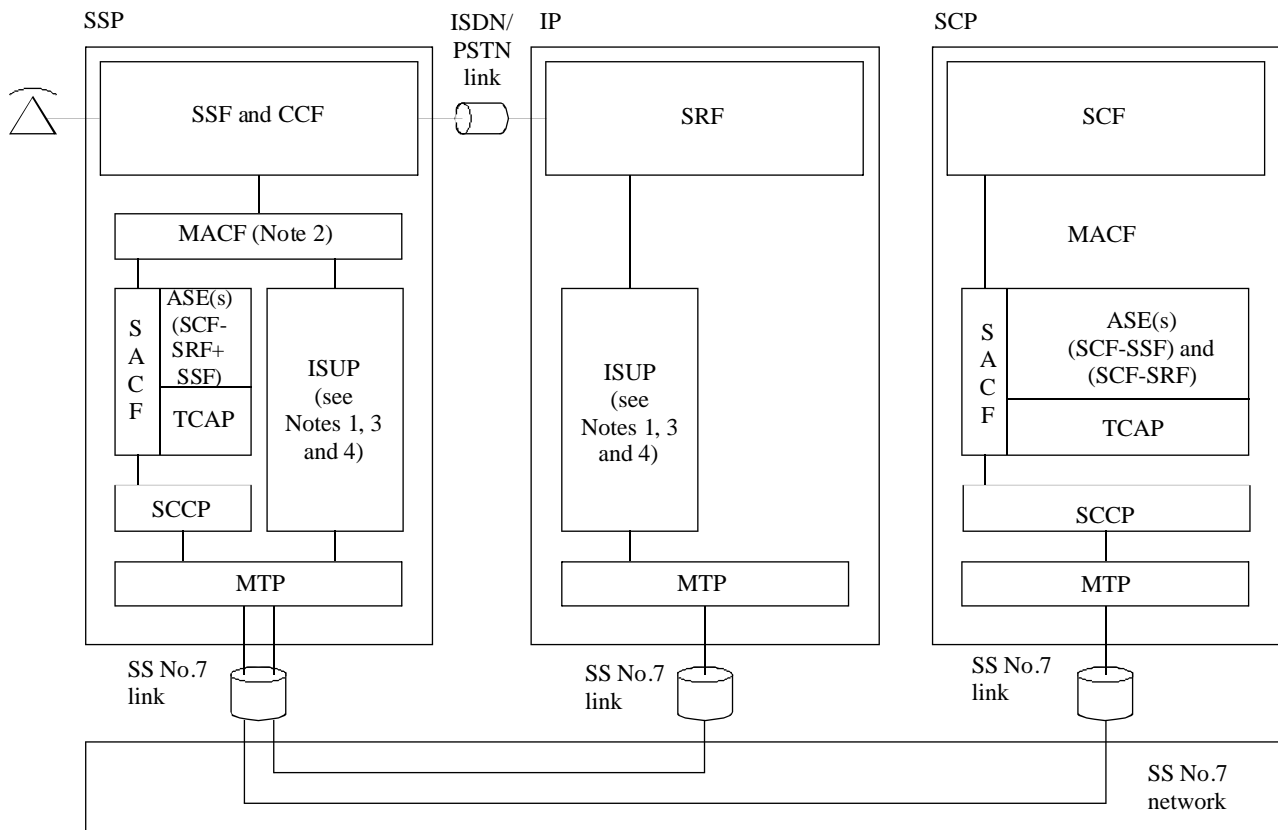 SSP
ISDN/
PSTN
link
IP
SCP
SSF and CCF
SRF
SCF
MACF (Note 2)
MACF
S
A
C
F
ASE(s)
(SCF-
SRF+
SSF)
TCAP
ISUP
(see
Notes 1, 3
and 4)
ISUP
(see
Notes 1, 3
and 4)
S
A
C
F
ASE(s)
(SCF-SSF) and
(SCF-SRF)
TCAP
SCCP
SCCP
MTP
MTP
MTP
SS No.7
link
SS No.7
link
SS No.7
link
SS No.7
network